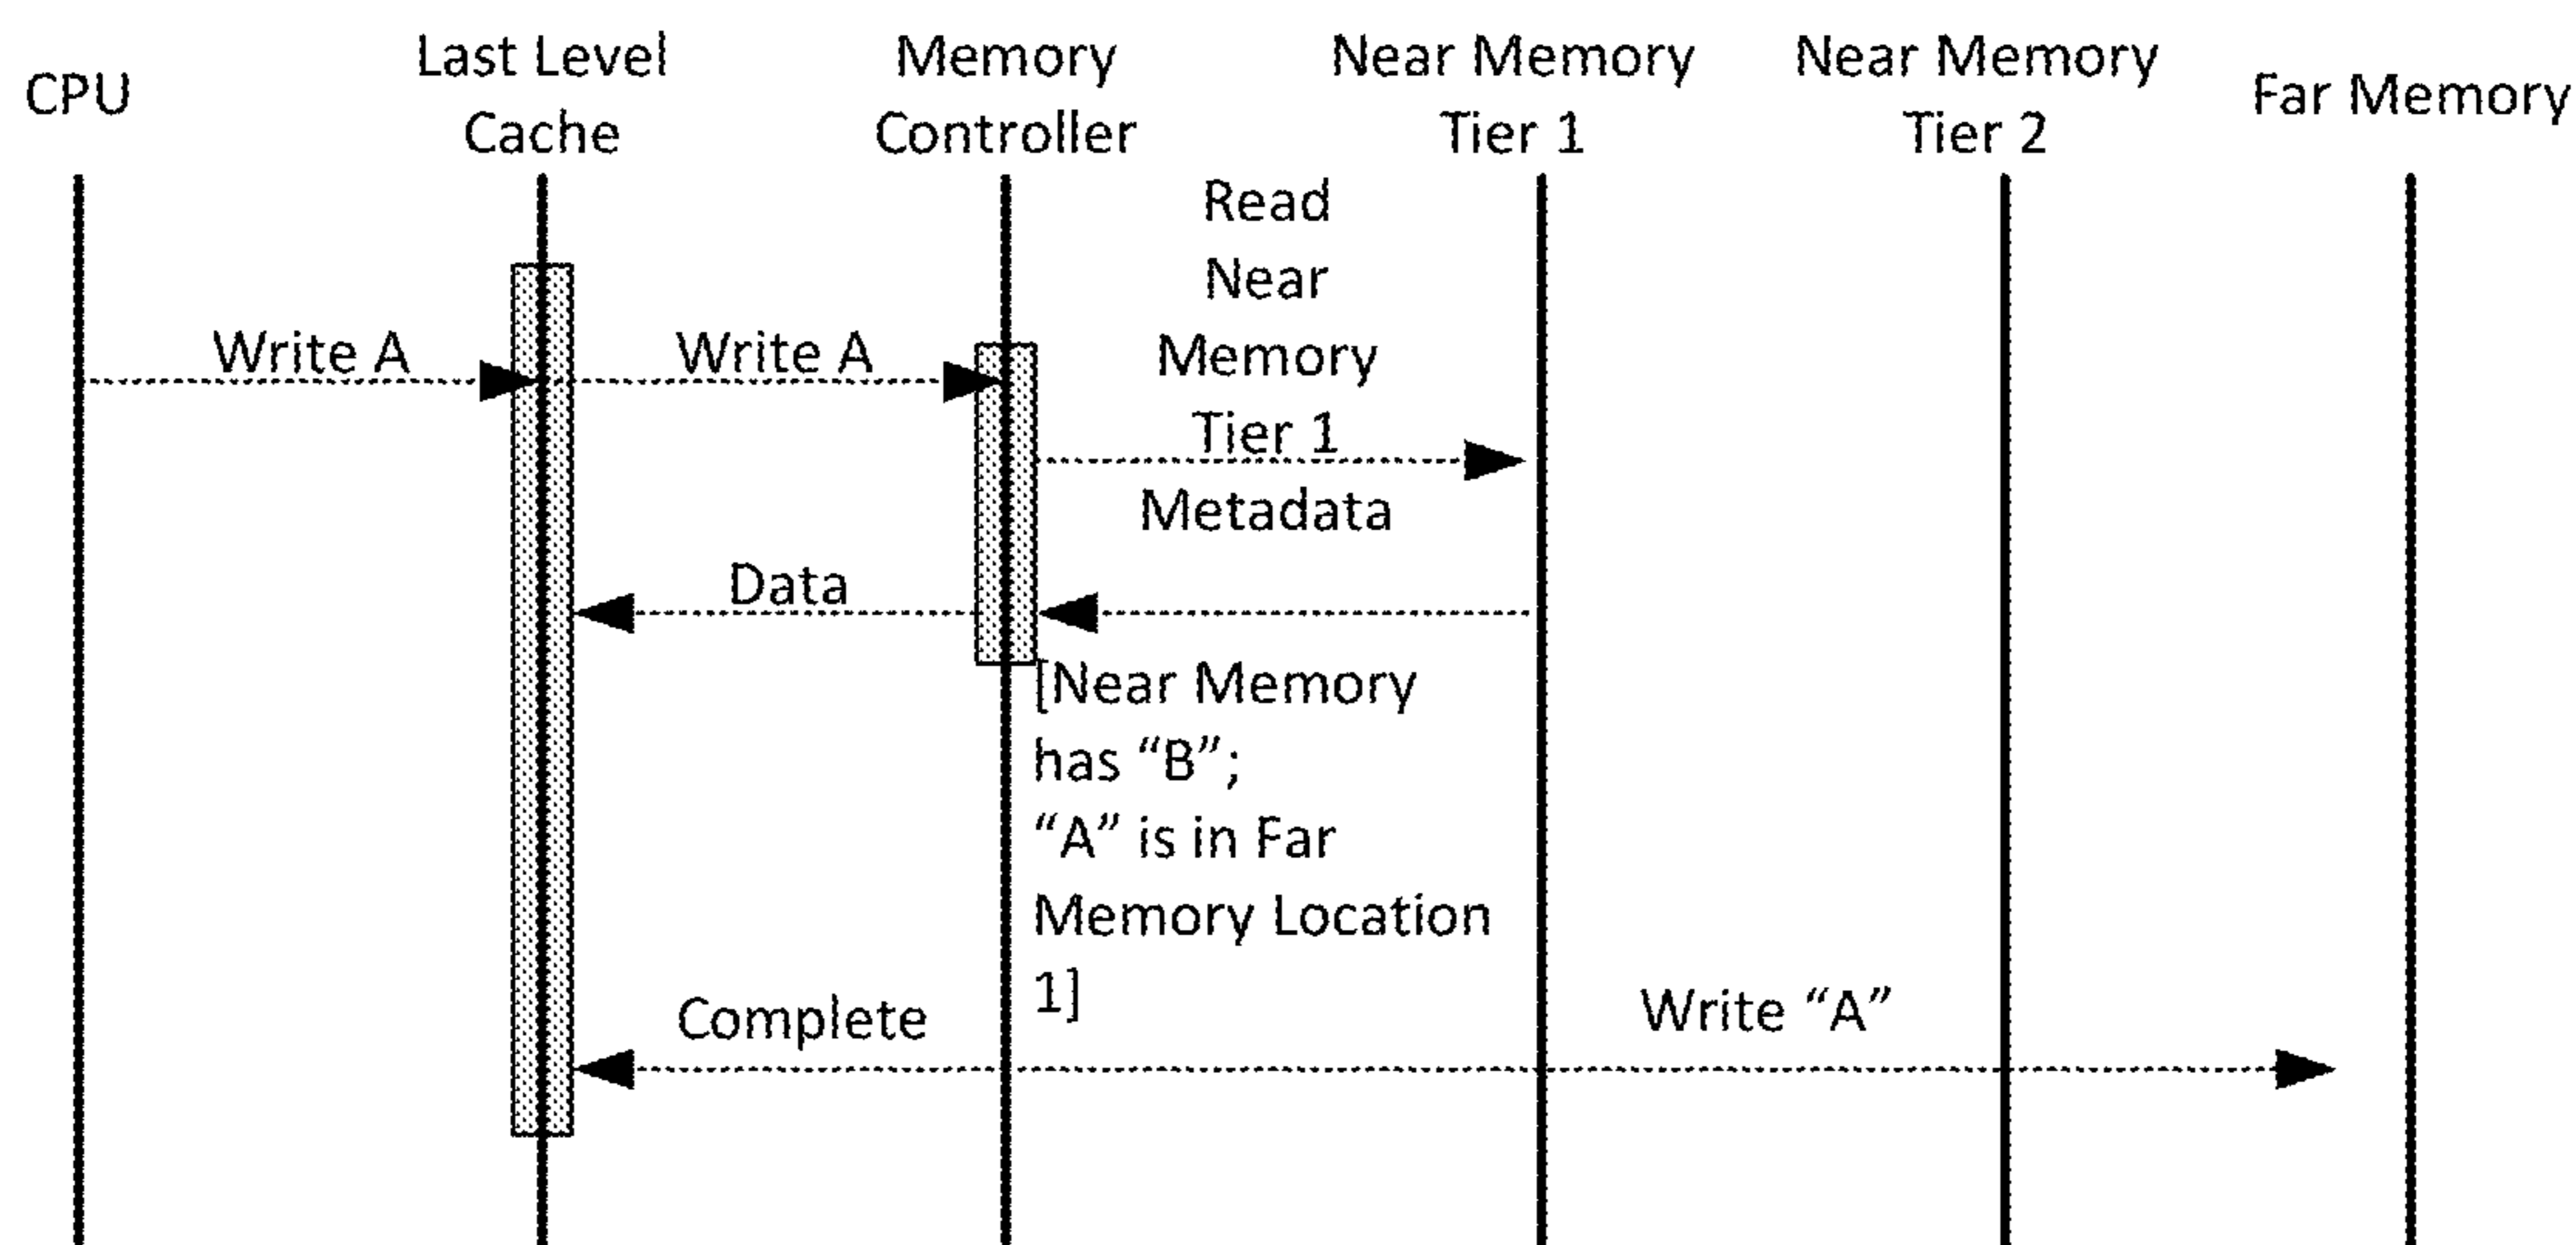 CPU
Last Level
Cache
Memory
Controller
Near Memory
Tier 1
Near Memory
Tier 2
Far Memory
Write A
Write A
Read
Near
Memory
Tier 1
Metadata
Data
[Near Memory
has “B”;
“A” is in Far
Memory Location
1]
Complete
Write “A”